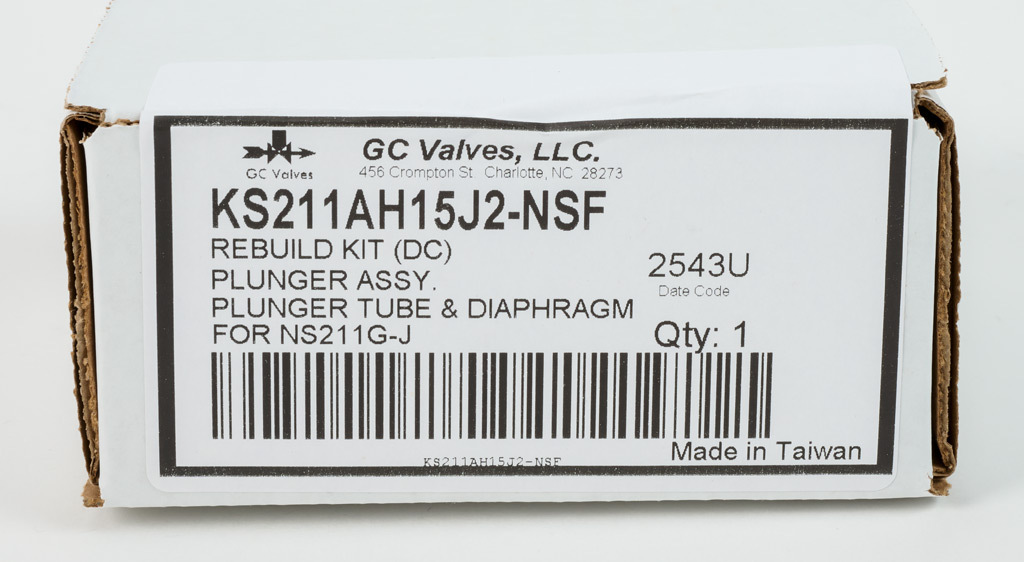 GC Valves
GC Valves, LLC.
456 Crompton St Charlotte, NC 28273
KS211AH15J2-NSF
REBUILD KIT (DC)
PLUNGER ASSY.
PLUNGER TUBE & DIAPHRAGM
FOR NS211G-J
2543U
Date Code
Qty: 1
Made in Taiwan
KS211AH15J2-NSF